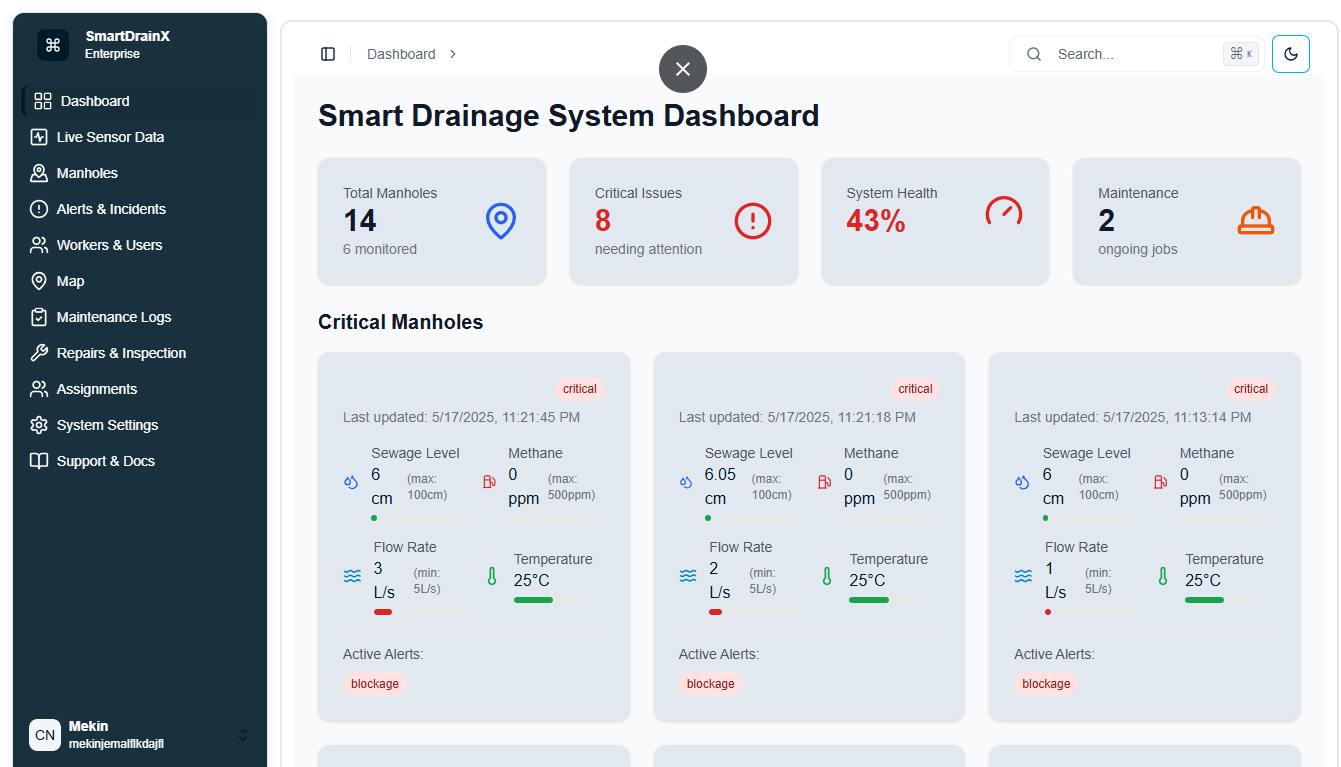 SmartDrainX
Enterprise
Dashboard
Live Sensor Data
Manholes
Alerts & Incidents
Workers & Users
Map
Maintenance Logs
Repairs & Inspection
Assignments
System Settings
Support & Docs
CN
Mekin
mekinjemalflkdajfl
Dashboard
Search...
⌘ K
Smart Drainage System Dashboard
Total Manholes
14
6 monitored
Critical Issues
8
needing attention
System Health
43%
Maintenance
2
ongoing jobs
Critical Manholes
critical
Last updated: 5/17/2025, 11:21:45 PM
Sewage Level
6 cm
(max: 100cm)
Methane
0 ppm
(max: 500ppm)
Flow Rate
3 L/s
(min: 5L/s)
Temperature
25°C
Active Alerts:
blockage
critical
Last updated: 5/17/2025, 11:21:18 PM
Sewage Level
6.05 cm
(max: 100cm)
Methane
0 ppm
(max: 500ppm)
Flow Rate
2 L/s
(min: 5L/s)
Temperature
25°C
Active Alerts:
blockage
critical
Last updated: 5/17/2025, 11:13:14 PM
Sewage Level
6 cm
(max: 100cm)
Methane
0 ppm
(max: 500ppm)
Flow Rate
1 L/s
(min: 5L/s)
Temperature
25°C
Active Alerts:
blockage